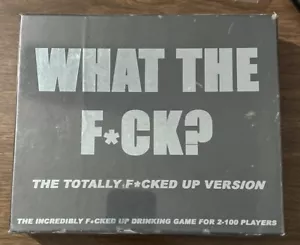 WHAT THE
F*CK?
THE TOTALLY F*CKED UP VERSION
THE INCREDIBLY F*CKED UP DRINKING GAME FOR 2-100 PLAYERS